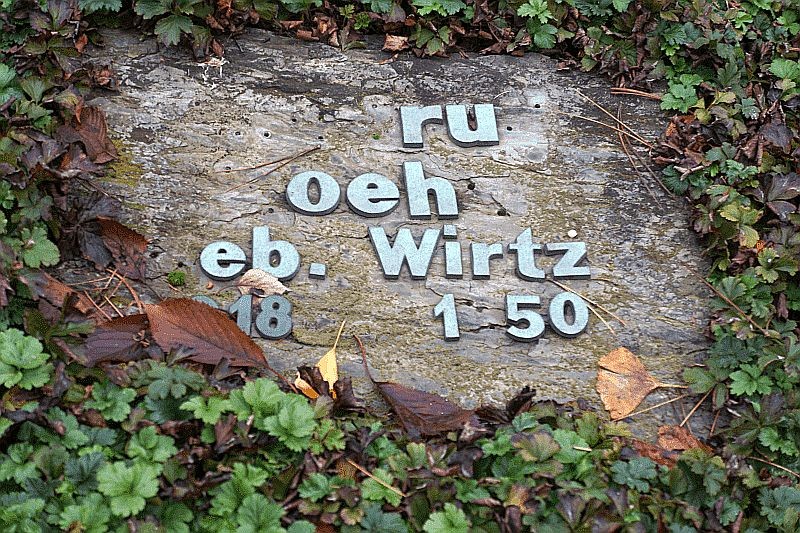 ru
oeh
eb. Wirtz
18 1 50